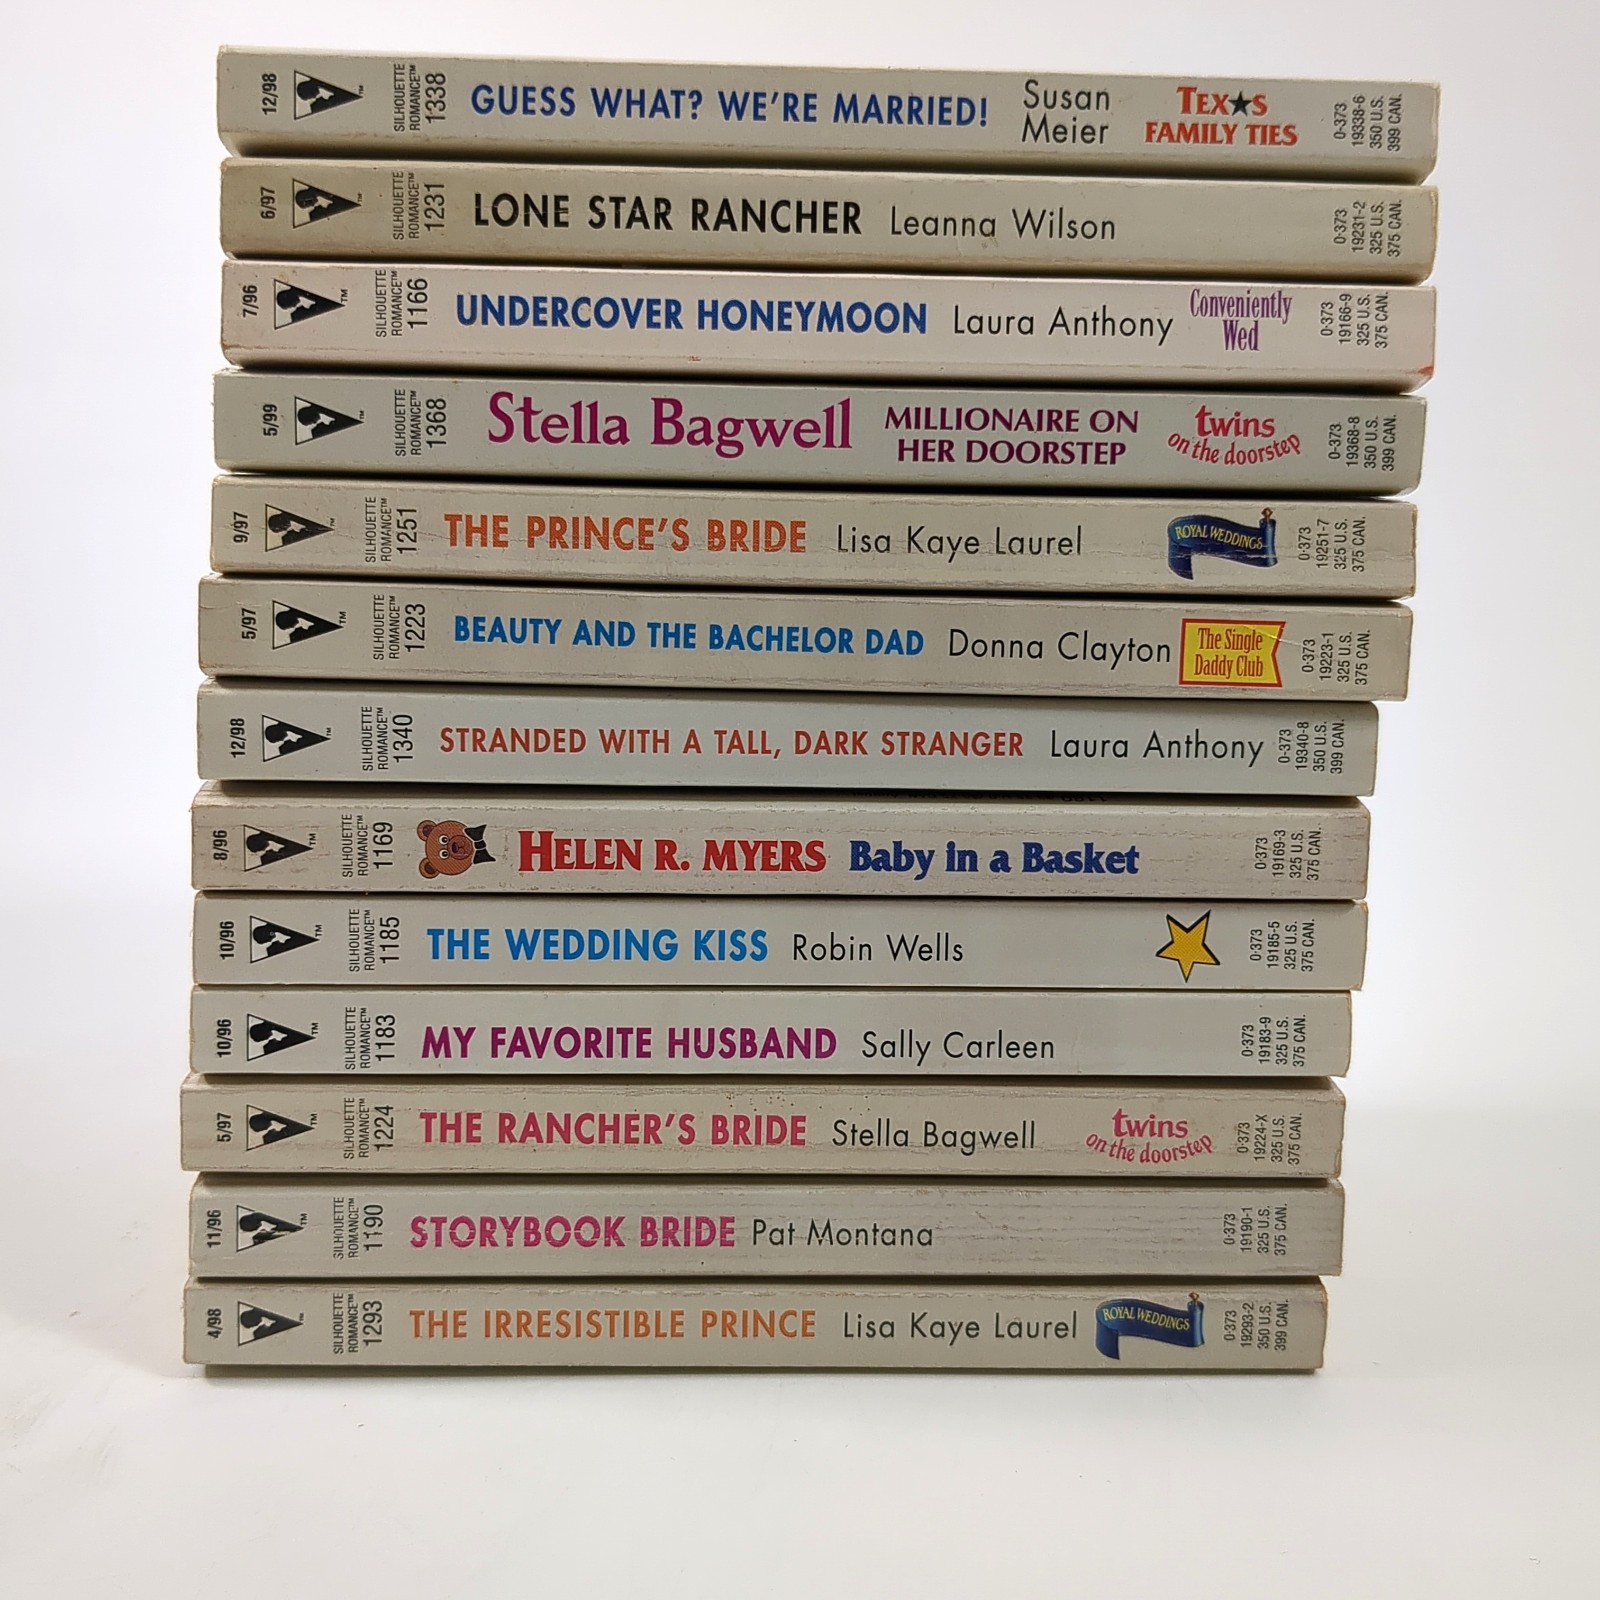 12/98
SILHOUETTE
ROMANCE™
1338
GUESS WHAT? WE'RE MARRIED!
Susan
Meier
TEX★S
FAMILY TIES
0-373
19338-6
350 U.S.
399 CAN.
6/97
SILHOUETTE
ROMANCE™
1231
LONE STAR RANCHER Leanna Wilson
0-373
19231-2
325 U.S.
375 CAN.
7/96
TM
SILHOUETTE
ROMANCE™
1166
UNDERCOVER HONEYMOON Laura Anthony
Conveniently
Wed
0-373
19166-9
325 U.S.
375 CAN.
5/99
TM
SILHOUETTE
ROMANCE™
1368
Stella Bagwell
MILLIONAIRE ON
HER DOORSTEP
twins
on the doorstep
0-373
19368-8
350 U.S.
399 CAN.
9/97
TM
SILHOUETTE
ROMANCE™
1251
THE PRINCE'S BRIDE Lisa Kaye Laurel
ROYAL WEDDINGS
0-373
19251-7
325 U.S.
375 CAN.
5/97
TM
SILHOUETTE
ROMANCE™
1223
BEAUTY AND THE BACHELOR DAD Donna Clayton
The Single
Daddy Club
0-373
19223-1
325 U.S.
375 CAN.
12/98
TM
SILHOUETTE
ROMANCE™
1340
STRANDED WITH A TALL, DARK STRANGER Laura Anthony
0-373
19340-8
350 U.S.
399 CAN.
8/96
TM
SILHOUETTE
ROMANCE™
1169
HELEN R. MYERS Baby in a Basket
0-373
19169-3
325 U.S.
375 CAN.
10/96
TM
SILHOUETTE
ROMANCE™
1185
THE WEDDING KISS Robin Wells
0-373
19185-5
325 U.S.
375 CAN.
10/96
TM
SILHOUETTE
ROMANCE™
1183
MY FAVORITE HUSBAND Sally Carleen
0-373
19183-9
325 U.S.
375 CAN.
5/97
TM
SILHOUETTE
ROMANCE™
1224
THE RANCHER'S BRIDE Stella Bagwell
twins
on the doorstep
0-373
19224-X
325 U.S.
375 CAN.
11/96
TM
SILHOUETTE
ROMANCE™
1190
STORYBOOK BRIDE Pat Montana
0-373
19190-1
325 U.S.
375 CAN.
4/98
TM
SILHOUETTE
ROMANCE™
1293
THE IRRESISTIBLE PRINCE Lisa Kaye Laurel
ROYAL WEDDINGS
0-373
19293-2
350 U.S.
399 CAN.